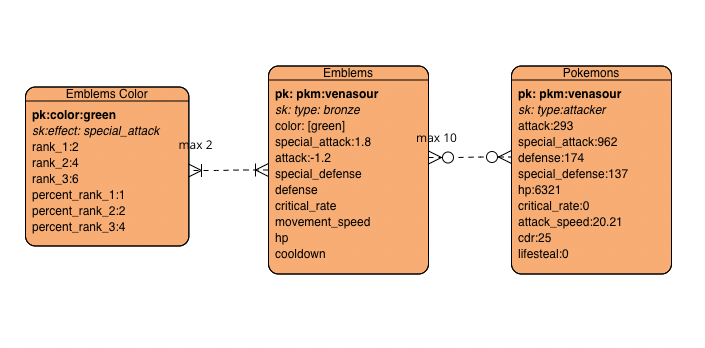 Emblems Color
pk:color:green
sk:effect: special_attack
rank_1:2
rank_2:4
rank_3:6
percent_rank_1:1
percent_rank_2:2
percent_rank_3:4
max 2
Emblems
pk: pkm:venasour
sk: type: bronze
color: [green]
special_attack:1.8
attack:-1.2
special_defense
defense
critical_rate
movement_speed
hp
cooldown
max 10
Pokemons
pk: pkm:venasour
sk: type:attacker
attack:293
special_attack:962
defense:174
special_defense:137
hp:6321
critical_rate:0
attack_speed:20.21
cdr:25
lifesteal:0